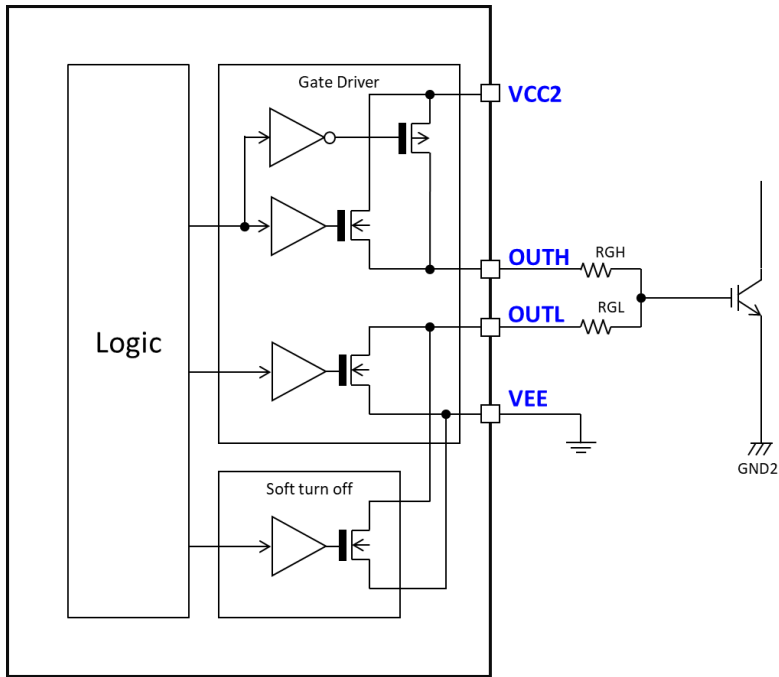 Gate Driver
VCC2
OUTH
RGH
OUTL
RGL
Logic
VEE
GND2
Soft turn off